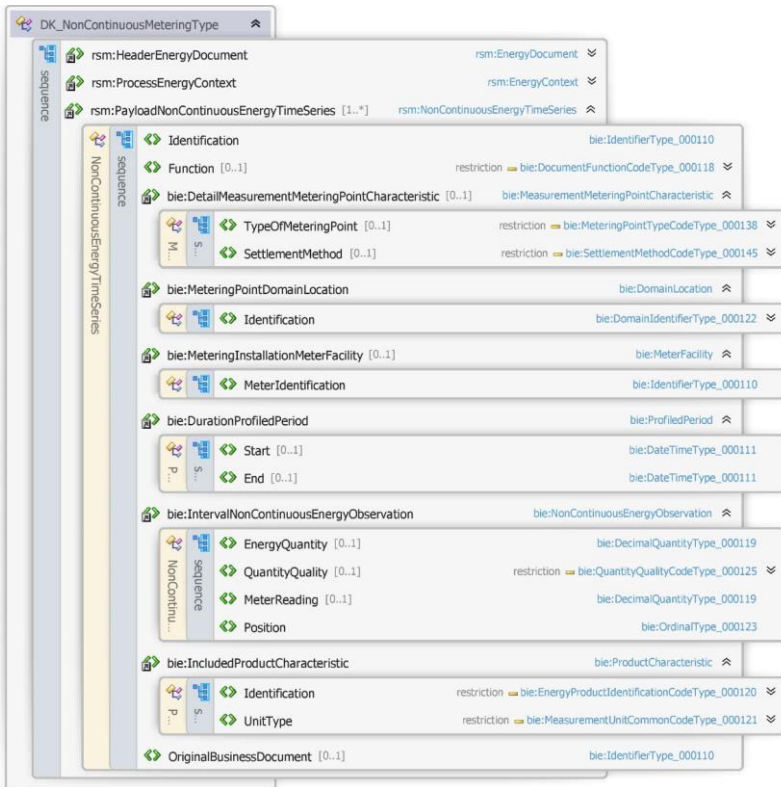 DK_NonContinuousMeteringType
sequence
rsm:HeaderEnergyDocument rsm:EnergyDocument
rsm:ProcessEnergyContext rsm:EnergyContext
rsm:PayloadNonContinuousEnergyTimeSeries [1..*] rsm:NonContinuousEnergyTimeSeries
NonContinuousEnergyTimeSeries
sequence
Identification bie:IdentifierType_000110
Function [0..1] restriction bie:DocumentFunctionCodeType_000118
bie:DetailMeasurementMeteringPointCharacteristic [0..1] bie:MeasurementMeteringPointCharacteristic
M...
s...
TypeOfMeteringPoint [0..1] restriction bie:MeteringPointTypeCodeType_000138
SettlementMethod [0..1] restriction bie:SettlementMethodCodeType_000145
bie:MeteringPointDomainLocation bie:DomainLocation
Identification bie:DomainIdentifierType_000122
bie:MeteringInstallationMeterFacility [0..1] bie:MeterFacility
MeterIdentification bie:IdentifierType_000110
bie:DurationProfiledPeriod bie:ProfiledPeriod
P...
s...
Start [0..1] bie:DateTimeType_000111
End [0..1] bie:DateTimeType_000111
bie:IntervalNonContinuousEnergyObservation bie:NonContinuousEnergyObservation
NonContinu...
sequence
EnergyQuantity [0..1] bie:DecimalQuantityType_000119
QuantityQuality [0..1] restriction bie:QuantityQualityCodeType_000125
MeterReading [0..1] bie:DecimalQuantityType_000119
Position bie:OrdinalType_000123
bie:IncludedProductCharacteristic bie:ProductCharacteristic
P...
s...
Identification restriction bie:EnergyProductIdentificationCodeType_000120
UnitType restriction bie:MeasurementUnitCommonCodeType_000121
OriginalBusinessDocument [0..1] bie:IdentifierType_000110